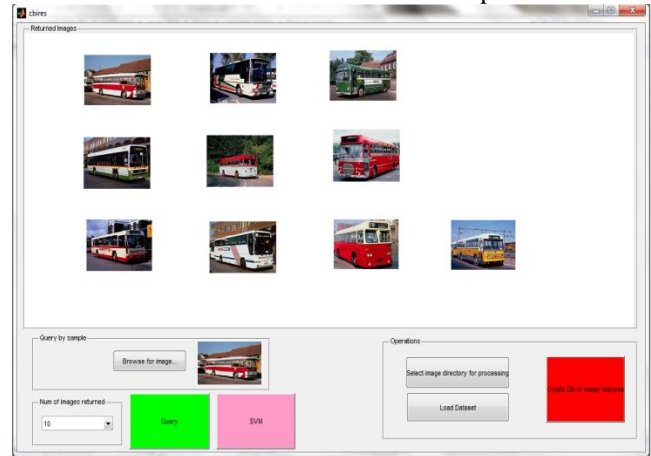 cbires
Returned Images
Query by sample
Browse for image...
Num of images returned
10
Query
SVM
Operations
Select image directory for processing
Load Dataset
Create DB of image features